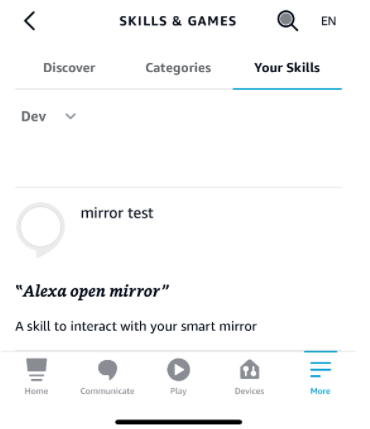 SKILLS & GAMES EN
Discover Categories Your Skills
Dev
mirror test
“Alexa open mirror”
A skill to interact with your smart mirror
Home Communicate Play Devices More